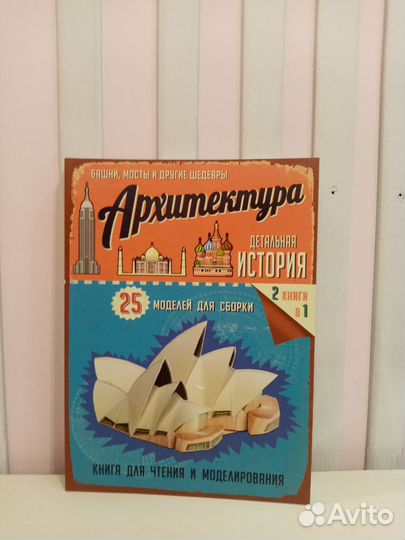 БАШНИ, МОСТЫ И ДРУГИЕ ШЕДЕВРЫ
Архитектура
ДЕТАЛЬНАЯ
ИСТОРИЯ
2 КНИГИ
В 1
25 МОДЕЛЕЙ ДЛЯ СБОРКИ
КНИГА ДЛЯ ЧТЕНИЯ И МОДЕЛИРОВАНИЯ
Avito